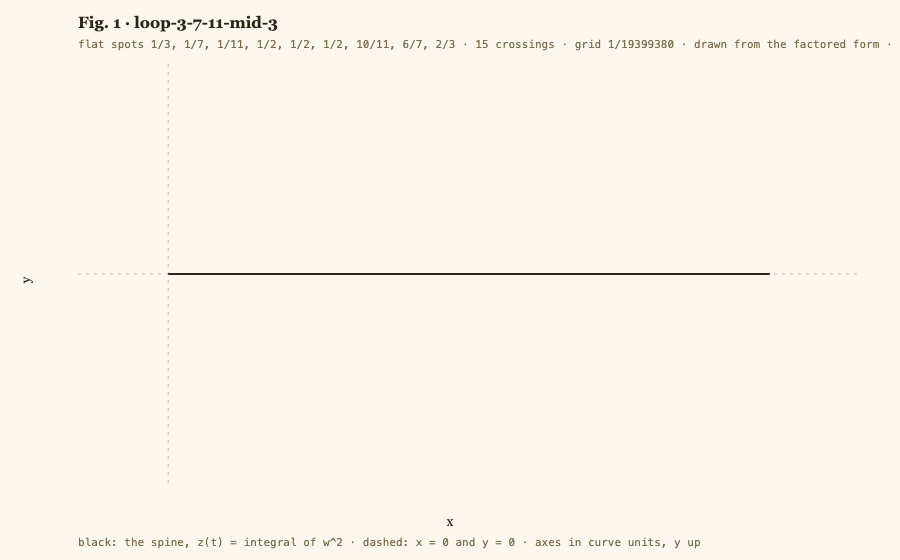 Fig. 1 · loop-3-7-11-mid-3
flat spots 1/3, 1/7, 1/11, 1/2, 1/2, 1/2, 10/11, 6/7, 2/3 · 15 crossings · grid 1/19399380 · drawn from the factored form ·
y
x
black: the spine, z(t) = integral of w^2 · dashed: x = 0 and y = 0 · axes in curve units, y up